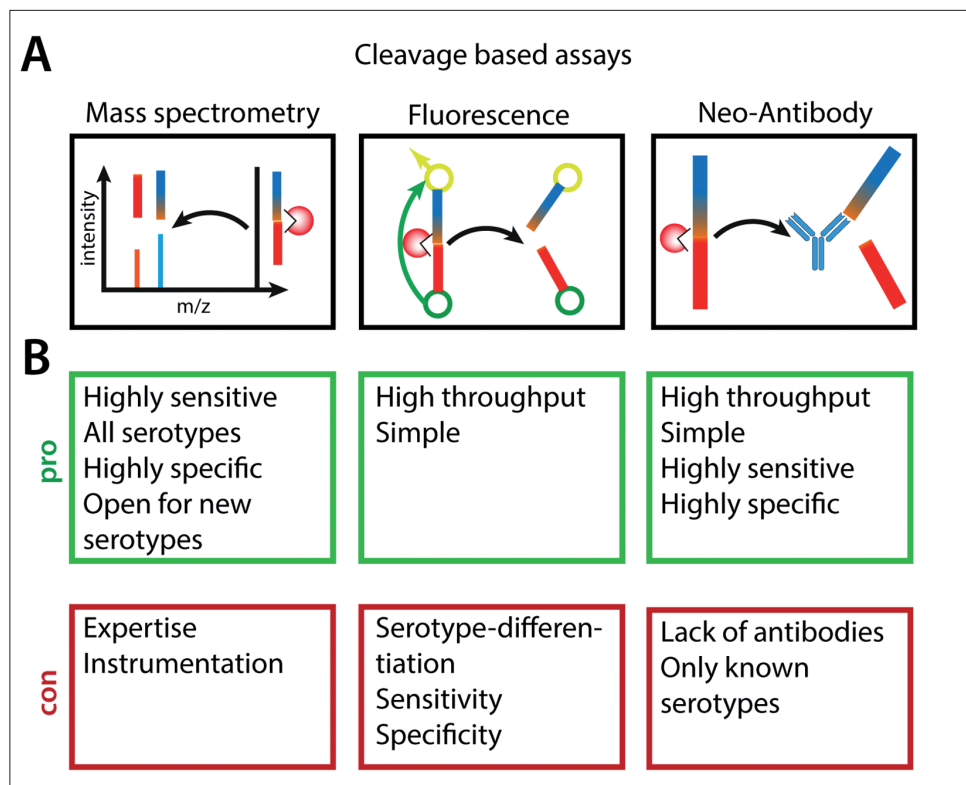 A
Cleavage based assays
Mass spectrometry
Fluorescence
Neo-Antibody
intensity
m/z
B
pro
Highly sensitive
All serotypes
Highly specific
Open for new
serotypes
High throughput
Simple
High throughput
Simple
Highly sensitive
Highly specific
con
Expertise
Instrumentation
Serotype-differen-
tiation
Sensitivity
Specificity
Lack of antibodies
Only known
serotypes